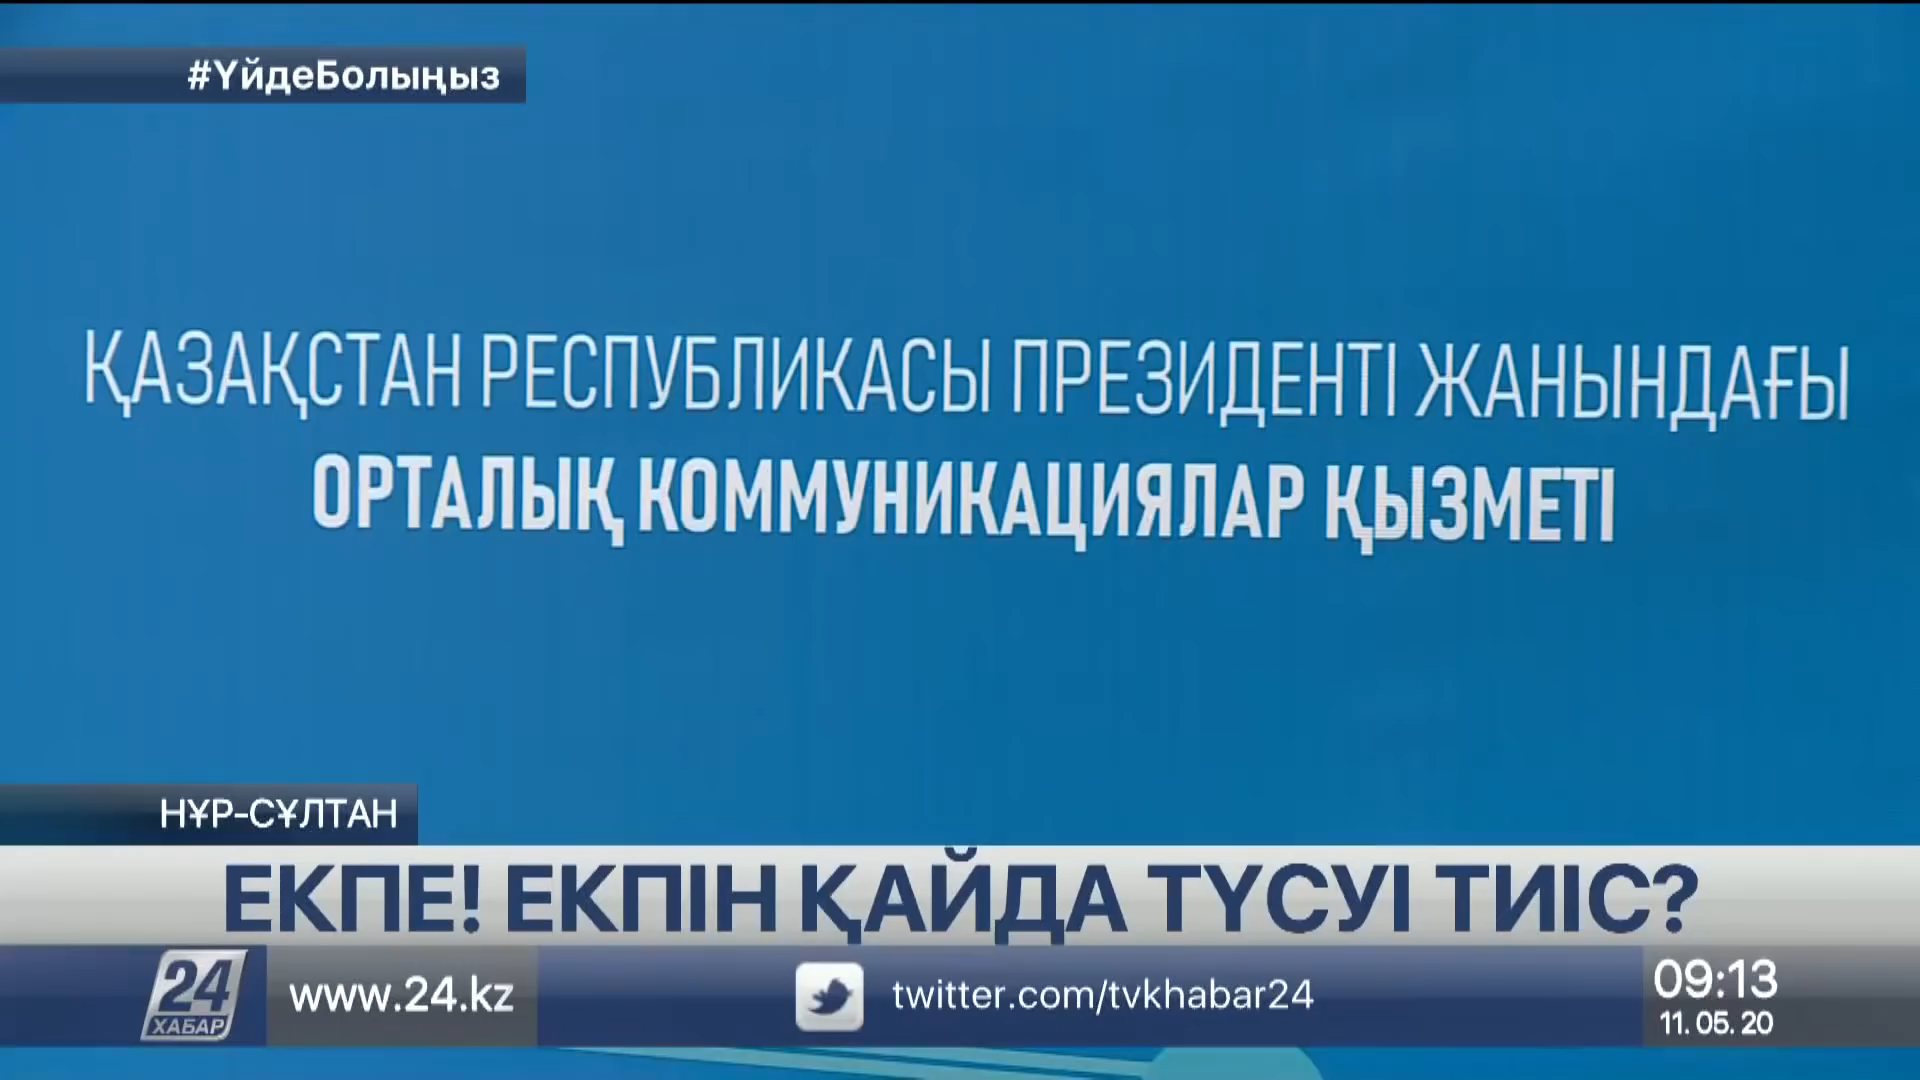 #ҮйдеБолыңыз
ҚАЗАҚСТАН РЕСПУБЛИКАСЫ ПРЕЗИДЕНТІ ЖАНЫНДАҒЫ
ОРТАЛЫҚ КОММУНИКАЦИЯЛАР ҚЫЗМЕТІ
НҰР-СҰЛТАН
ЕКПЕ! ЕКПІН ҚАЙДА ТҮСУІ ТИІС?
24 ХАБАР
www.24.kz
twitter.com/tvkhabar24
09:13
11. 05. 20